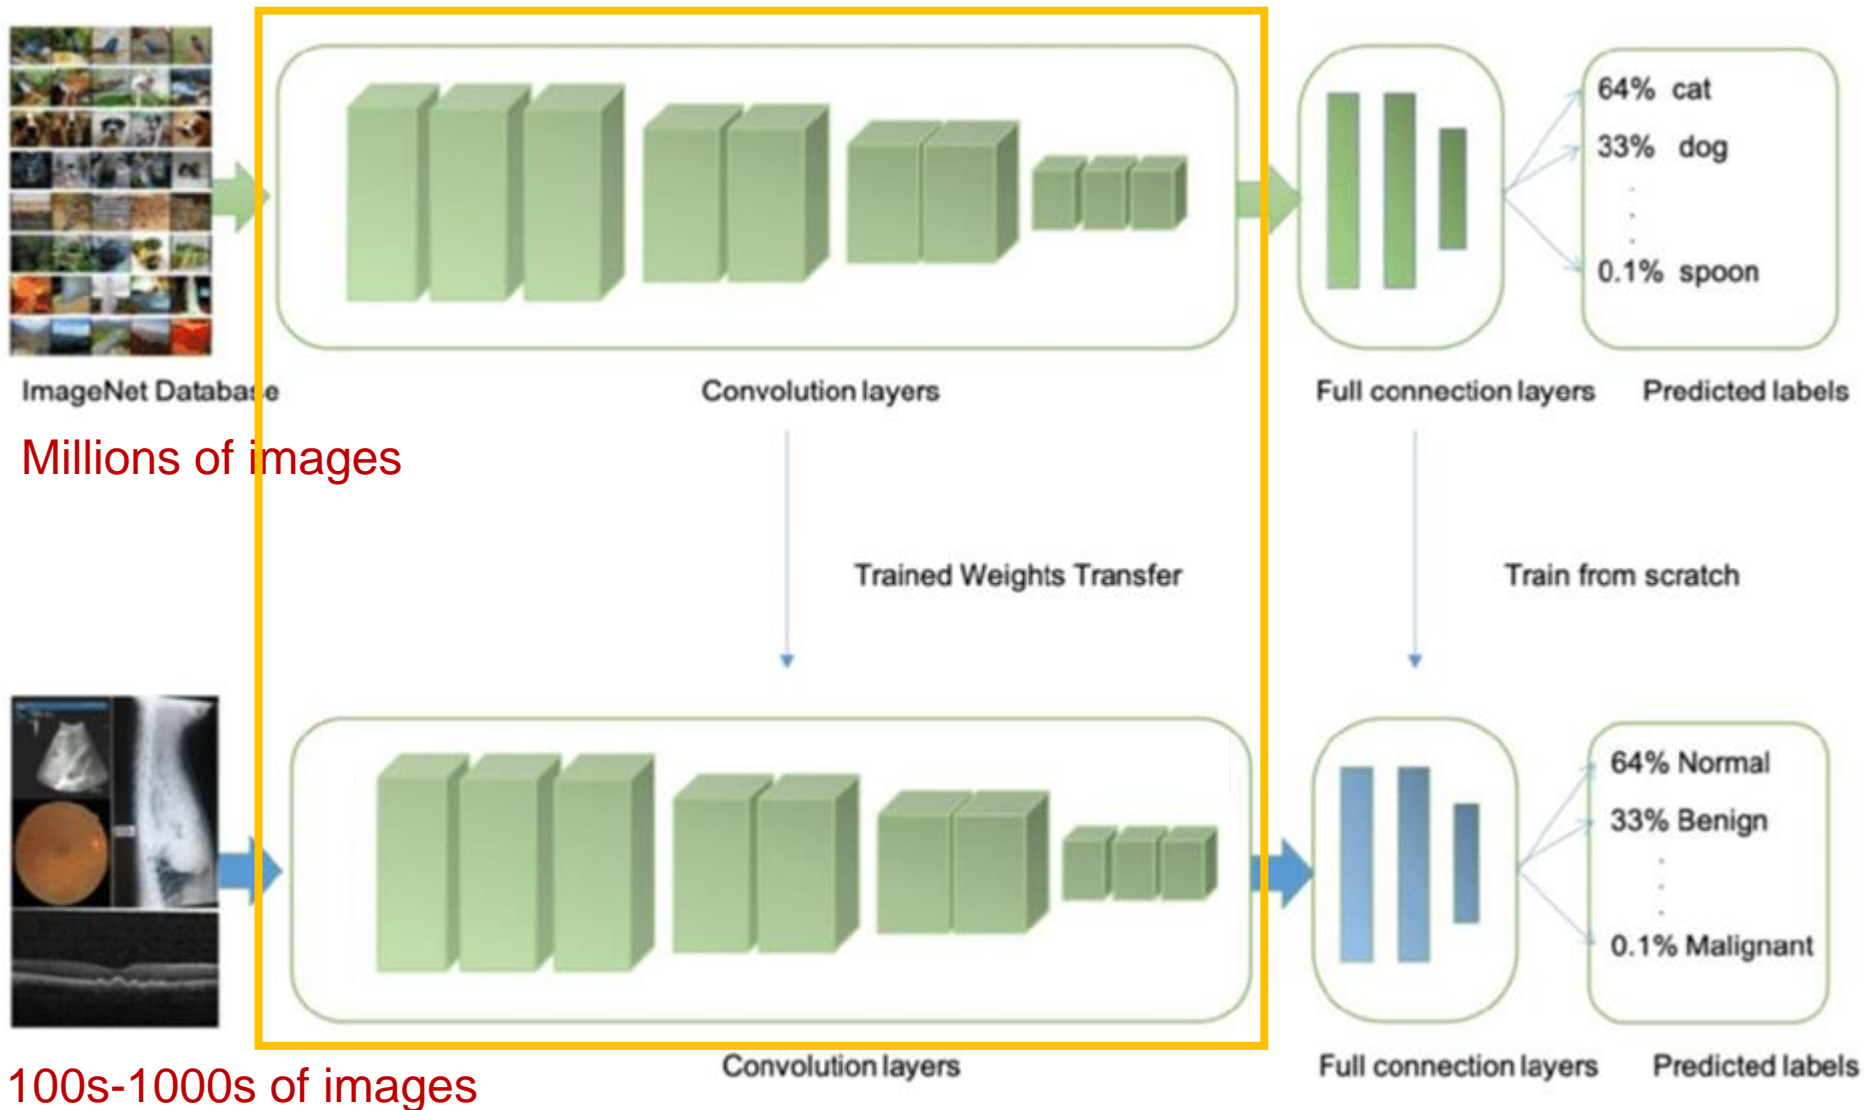 64% cat
33% dog
0.1% spoon
ImageNet Database
Convolution layers
Full connection layers
Predicted labels
Millions of images
Trained Weights Transfer
Train from scratch
64% Normal
33% Benign
0.1% Malignant
Convolution layers
Full connection layers
Predicted labels
100s-1000s of images